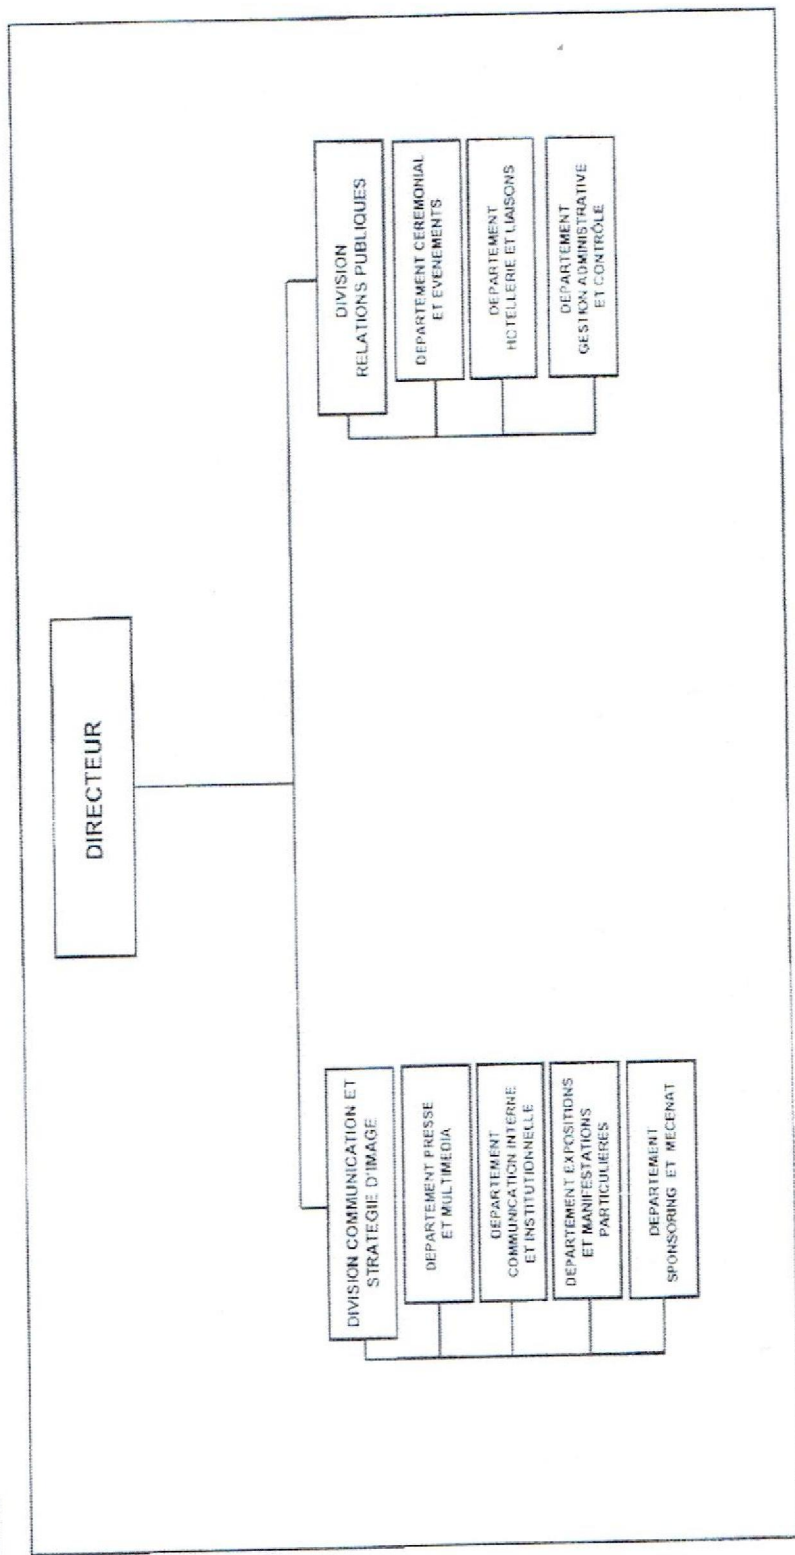 DIRECTEUR
DIVISION COMMUNICATION ET
STRATEGIE D'IMAGE
DEPARTEMENT PRESSE
ET MULTIMEDIA
DEPARTEMENT
COMMUNICATION INTERNE
ET INSTITUTIONNELLE
DEPARTEMENT EXPOSITIONS
ET MANIFESTATIONS
PARTICULIERES
DEPARTEMENT
SPONSORING ET MECENAT
DIVISION
RELATIONS PUBLIQUES
DEPARTEMENT CEREMONIAL
ET EVENEMENTS
DEPARTEMENT
HOTELLERIE ET LIAISONS
DEPARTEMENT
GESTION ADMINISTRATIVE
ET CONTRÔLE